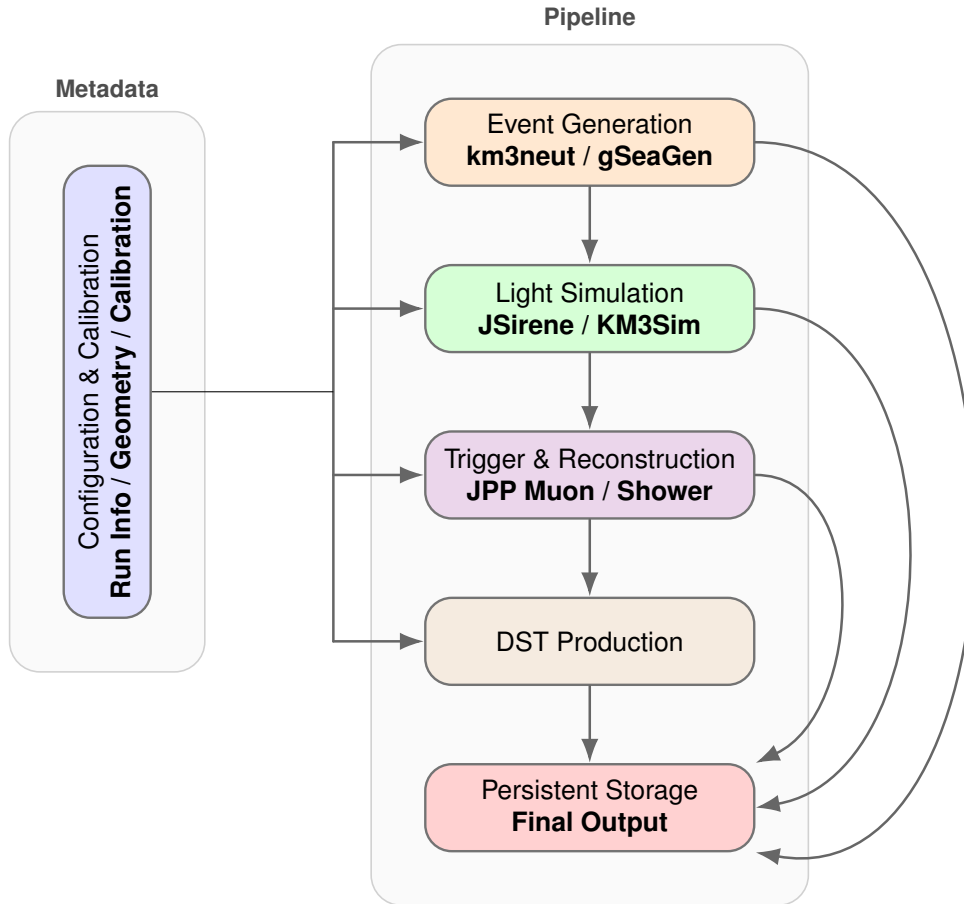 Pipeline
Metadata
Configuration & Calibration
Run Info / Geometry / Calibration
Event Generation
km3neut / gSeaGen
Light Simulation
JSirene / KM3Sim
Trigger & Reconstruction
JPP Muon / Shower
DST Production
Persistent Storage
Final Output